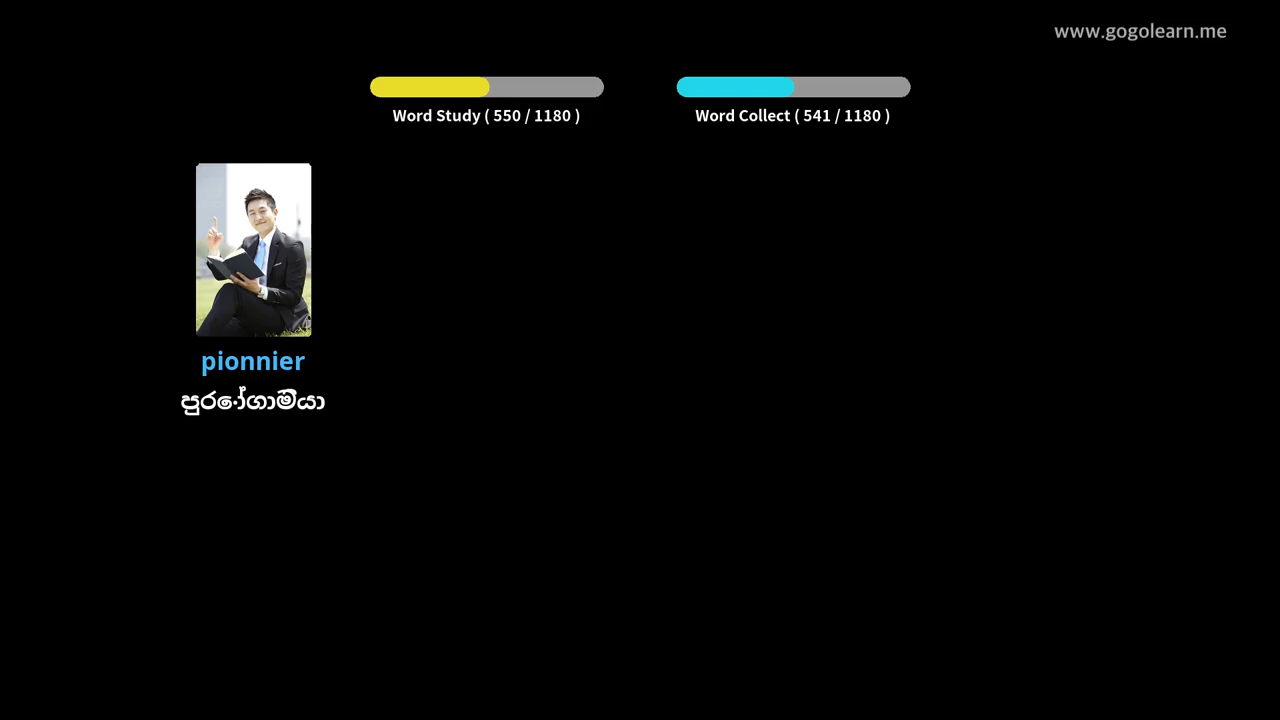 www.gogolearn.me
Word Study ( 550 / 1180 )
Word Collect ( 541 / 1180 )
pionnier
පුරෝගාමියා